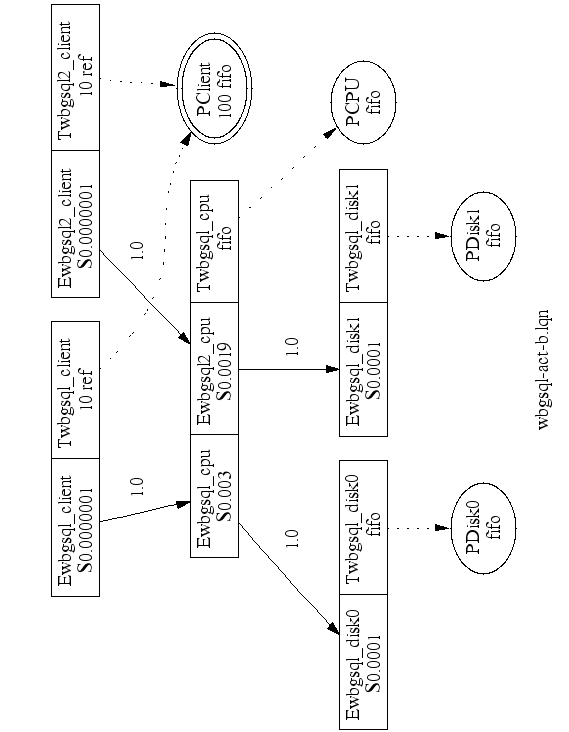 Ewbgsql_client
S0.0000001
Twbgsql_client
10 ref
Ewbgsql2_client
S0.0000001
Twbgsql2_client
10 ref
1.0
1.0
PClient
100 fifo
Ewbgsql_cpu
S0.003
Ewbgsql2_cpu
S0.0019
Twbgsql_cpu
fifo
1.0
1.0
PCPU
fifo
Ewbgsql_disk0
S0.0001
Twbgsql_disk0
fifo
Ewbgsql_disk1
S0.0001
Twbgsql_disk1
fifo
PDisk0
fifo
PDisk1
fifo
wbgsql-act-b.lqn